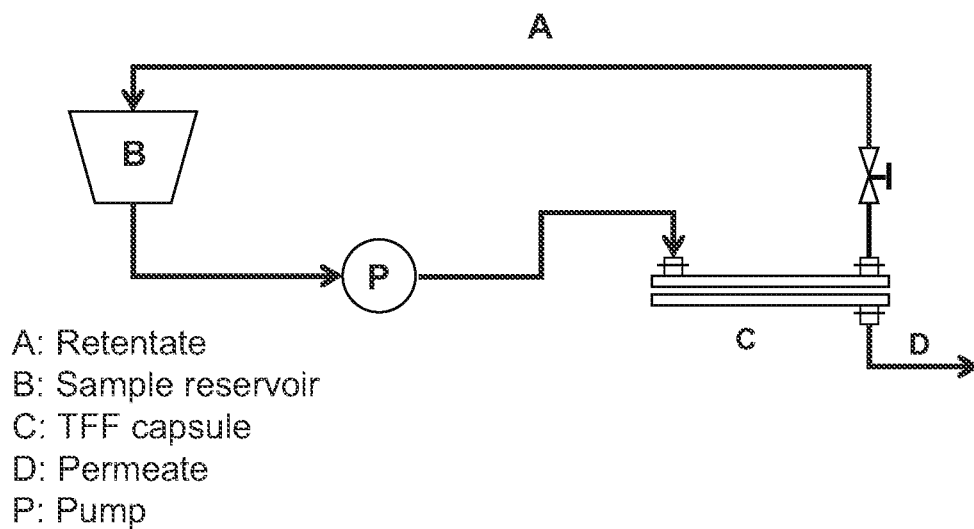 A
B
P
C
D
A: Retentate
B: Sample reservoir
C: TFF capsule
D: Permeate
P: Pump